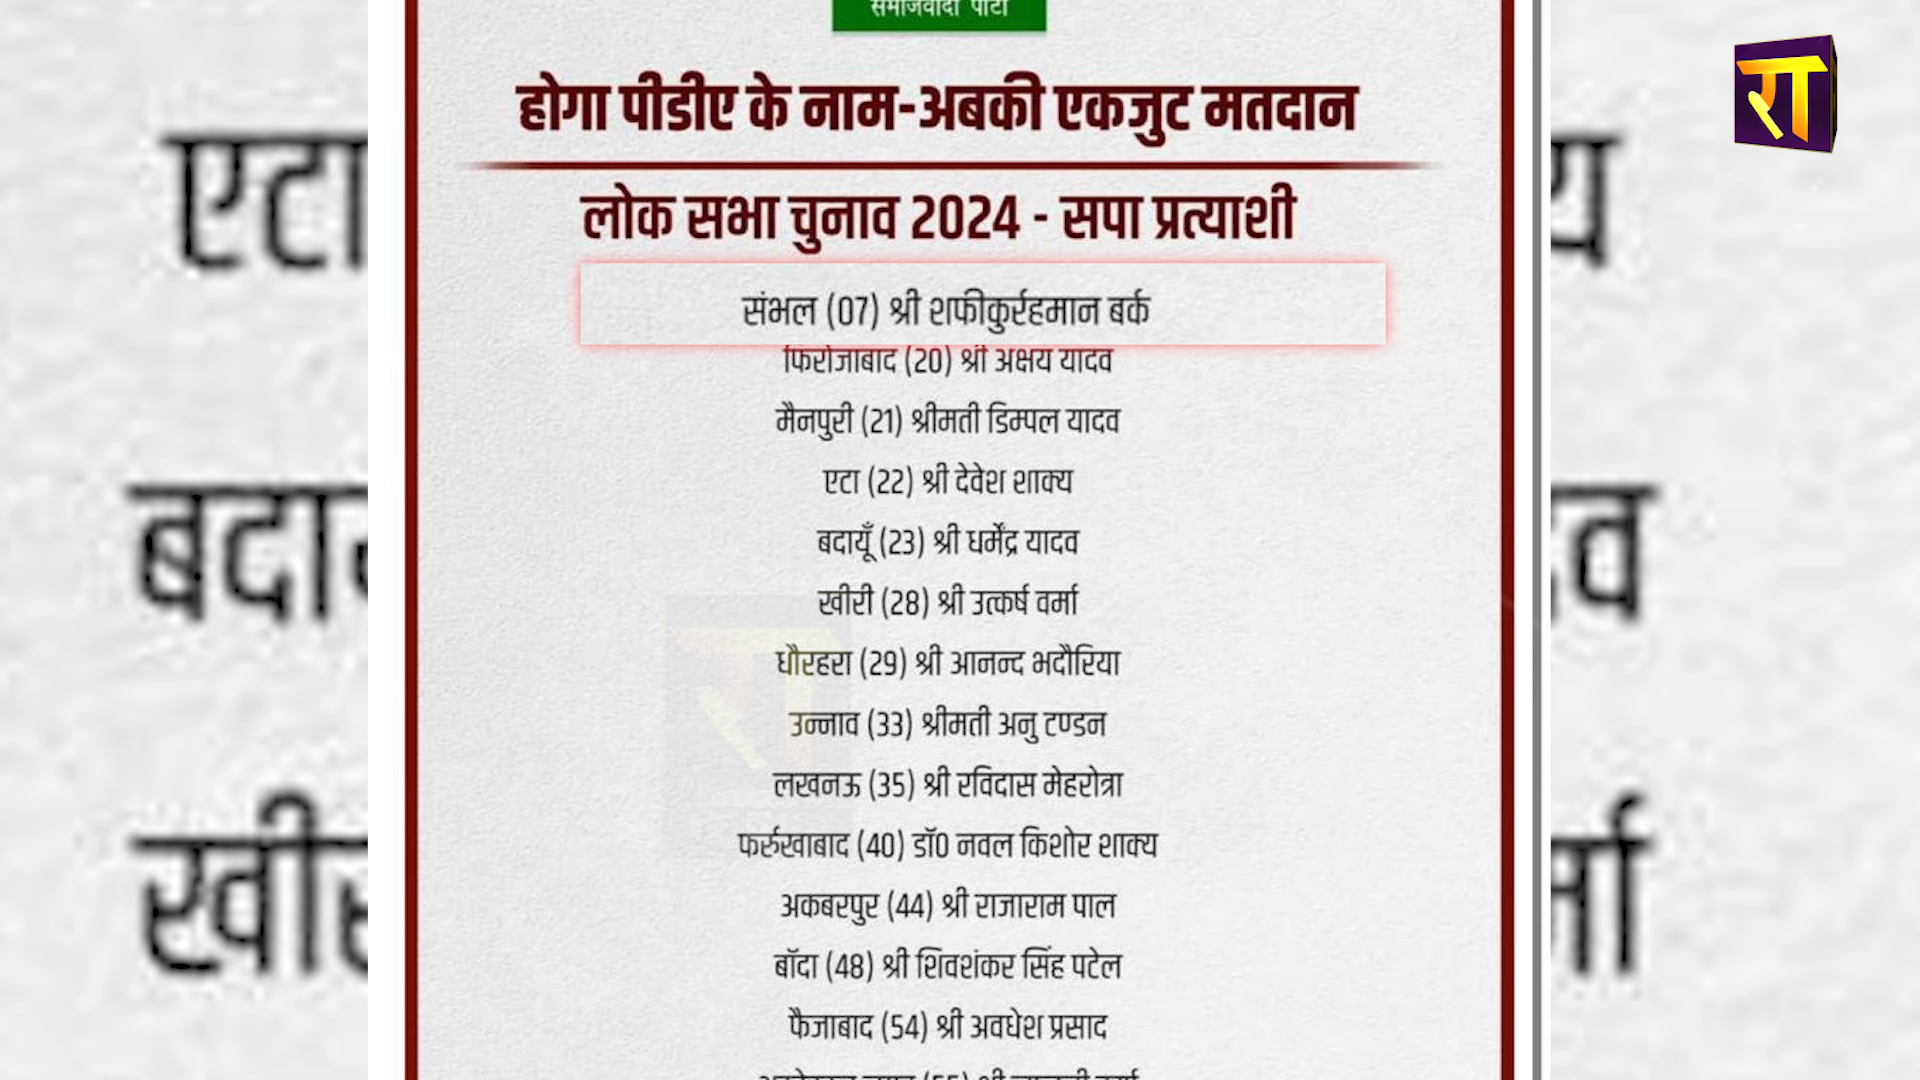 समाजवादी पार्टी
होगा पीडीए के नाम-अबकी एकजुट मतदान
लोक सभा चुनाव 2024 - सपा प्रत्याशी
संभल (07) श्री शफीकुर्रहमान बर्क
फिरोजाबाद (20) श्री अक्षय यादव
मैनपुरी (21) श्रीमती डिम्पल यादव
एटा (22) श्री देवेश शाक्य
बदायूँ (23) श्री धर्मेंद्र यादव
खीरी (28) श्री उत्कर्ष वर्मा
धौरहरा (29) श्री आनन्द भदौरिया
उन्नाव (33) श्रीमती अनु टण्डन
लखनऊ (35) श्री रविदास मेहरोत्रा
फर्रुखाबाद (40) डॉ0 नवल किशोर शाक्य
अकबरपुर (44) श्री राजाराम पाल
बॉदा (48) श्री शिवशंकर सिंह पटेल
फैजाबाद (54) श्री अवधेश प्रसाद
एटा
रा